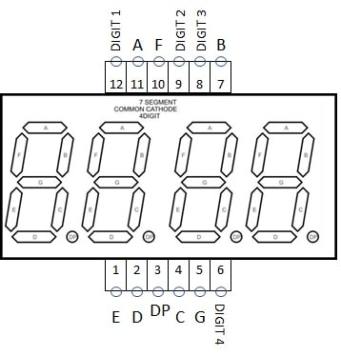 DIGIT 1 A F DIGIT 2 DIGIT 3 B
12 11 10 9 8 7
7 SEGMENT
COMMON CATHODE
4DIGIT
A A A A
F B F B F B F B
G G G G
E C E C E C E C
D DP D DP D DP D DP
1 2 3 4 5 6
E D DP C G DIGIT 4